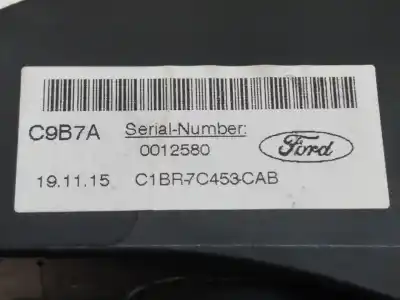 C9B7A Serial-Number:
0012580
Ford
19.11.15 C1BR-7C453-CAB